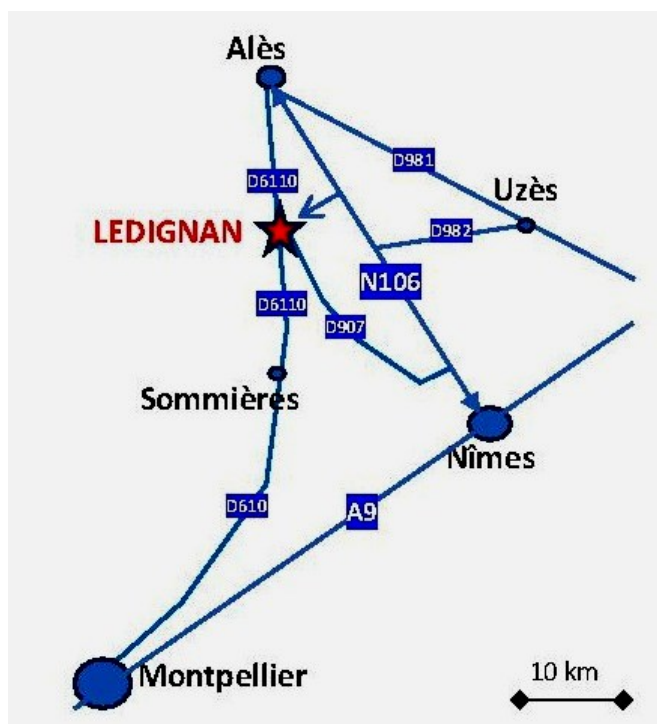 Alès
D981
D6110
Uzès
LEDIGNAN
D982
N106
D6110
D907
Sommières
Nîmes
D610
A9
Montpellier
10 km